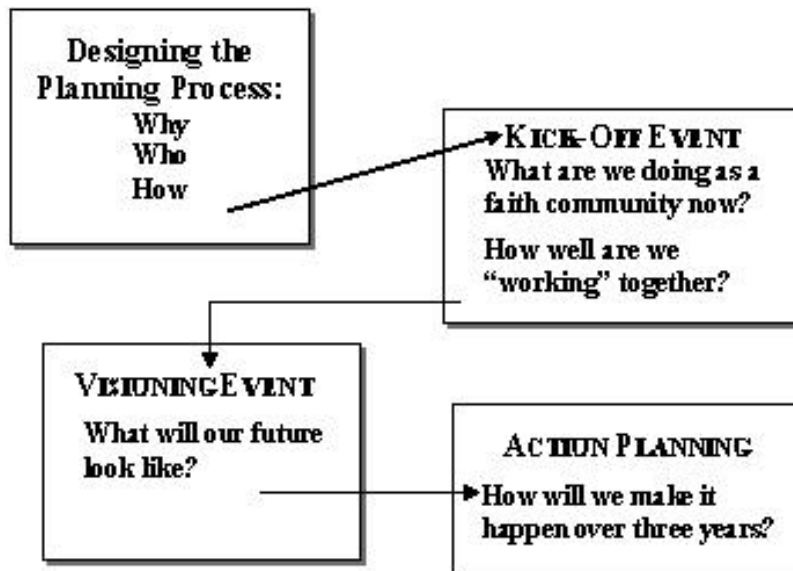 Designing the
Planning Process:
Why
Who
How
KICK-OFF EVENT
What are we doing as a
faith community now?
How well are we
“working” together?
VISIONING EVENT
What will our future
look like?
ACTION PLANNING
How will we make it
happen over three years?